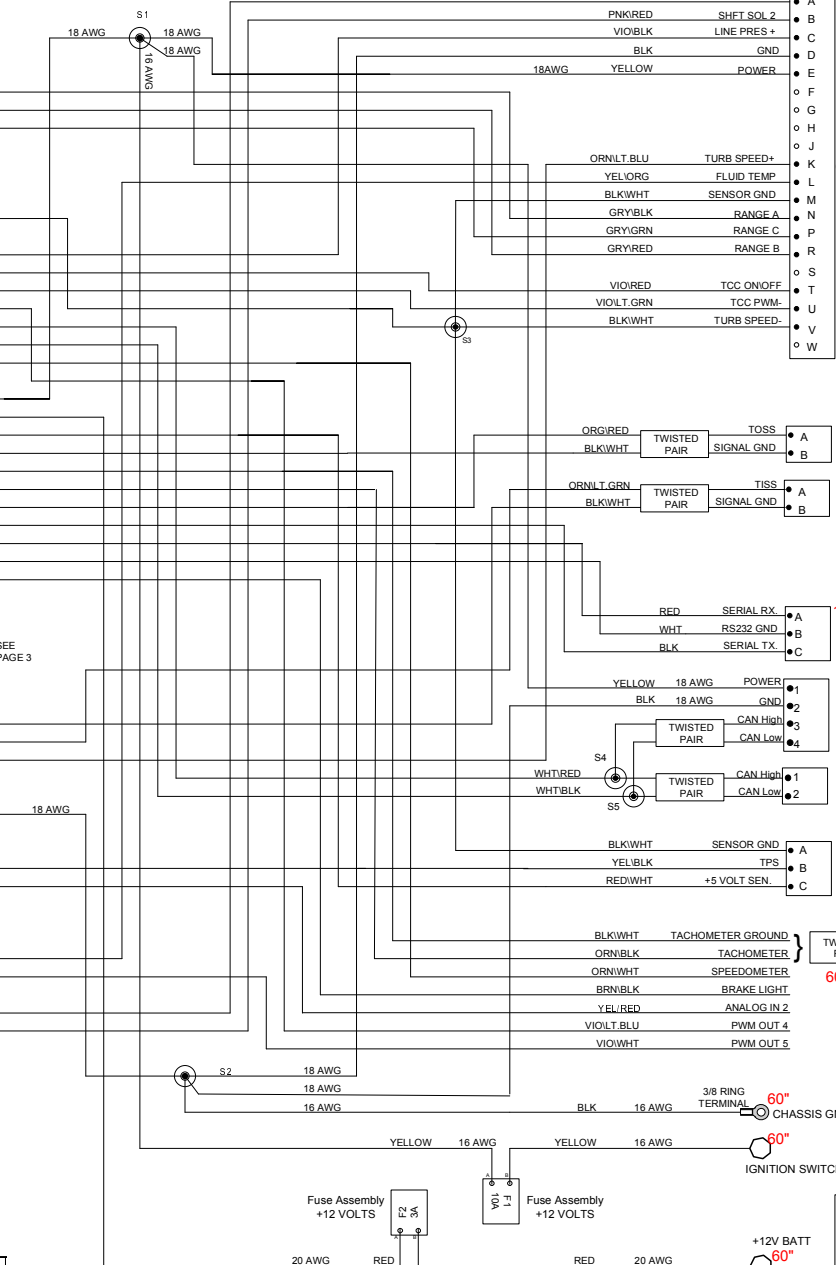 A
PNK\RED SHFT SOL 2 B
S1
18 AWG 18 AWG VIO\BLK LINE PRES + C
18 AWG BLK GND D
16 AWG
18AWG YELLOW POWER E
F
G
H
J
ORN\LT.BLU TURB SPEED+ K
YEL\ORG FLUID TEMP L
BLK\WHT SENSOR GND M
GRY\BLK RANGE A N
GRY\GRN RANGE C P
GRY\RED RANGE B R
S
VIO\RED TCC ON\OFF T
VIO\LT.GRN TCC PWM- U
BLK\WHT TURB SPEED- V
S3
W
ORG\RED TOSS A
TWISTED PAIR
BLK\WHT SIGNAL GND B
ORN\LT.GRN TISS A
TWISTED PAIR
BLK\WHT SIGNAL GND B
RED SERIAL RX. A
WHT RS232 GND B
BLK SERIAL TX. C
SEE
PAGE 3
YELLOW 18 AWG POWER 1
BLK 18 AWG GND 2
CAN High 3
TWISTED PAIR
CAN Low 4
S4
WHT\RED CAN High 1
TWISTED PAIR
WHT\BLK CAN Low 2
S5
18 AWG
BLK\WHT SENSOR GND A
YEL\BLK TPS B
RED\WHT +5 VOLT SEN. C
BLK\WHT TACHOMETER GROUND
} TW
ORN\BLK TACHOMETER
ORN\WHT SPEEDOMETER 60
BRN\BLK BRAKE LIGHT
YEL/RED ANALOG IN 2
VIO\LT.BLU PWM OUT 4
VIO\WHT PWM OUT 5
S2 18 AWG
18 AWG
16 AWG BLK 16 AWG
3/8 RING
TERMINAL
60"
CHASSIS GN
YELLOW 16 AWG YELLOW 16 AWG
60"
IGNITION SWITC
A B
10A F1
Fuse Assembly
+12 VOLTS
Fuse Assembly
+12 VOLTS
F2
3A
A B
+12V BATT
60"
20 AWG RED RED 20 AWG